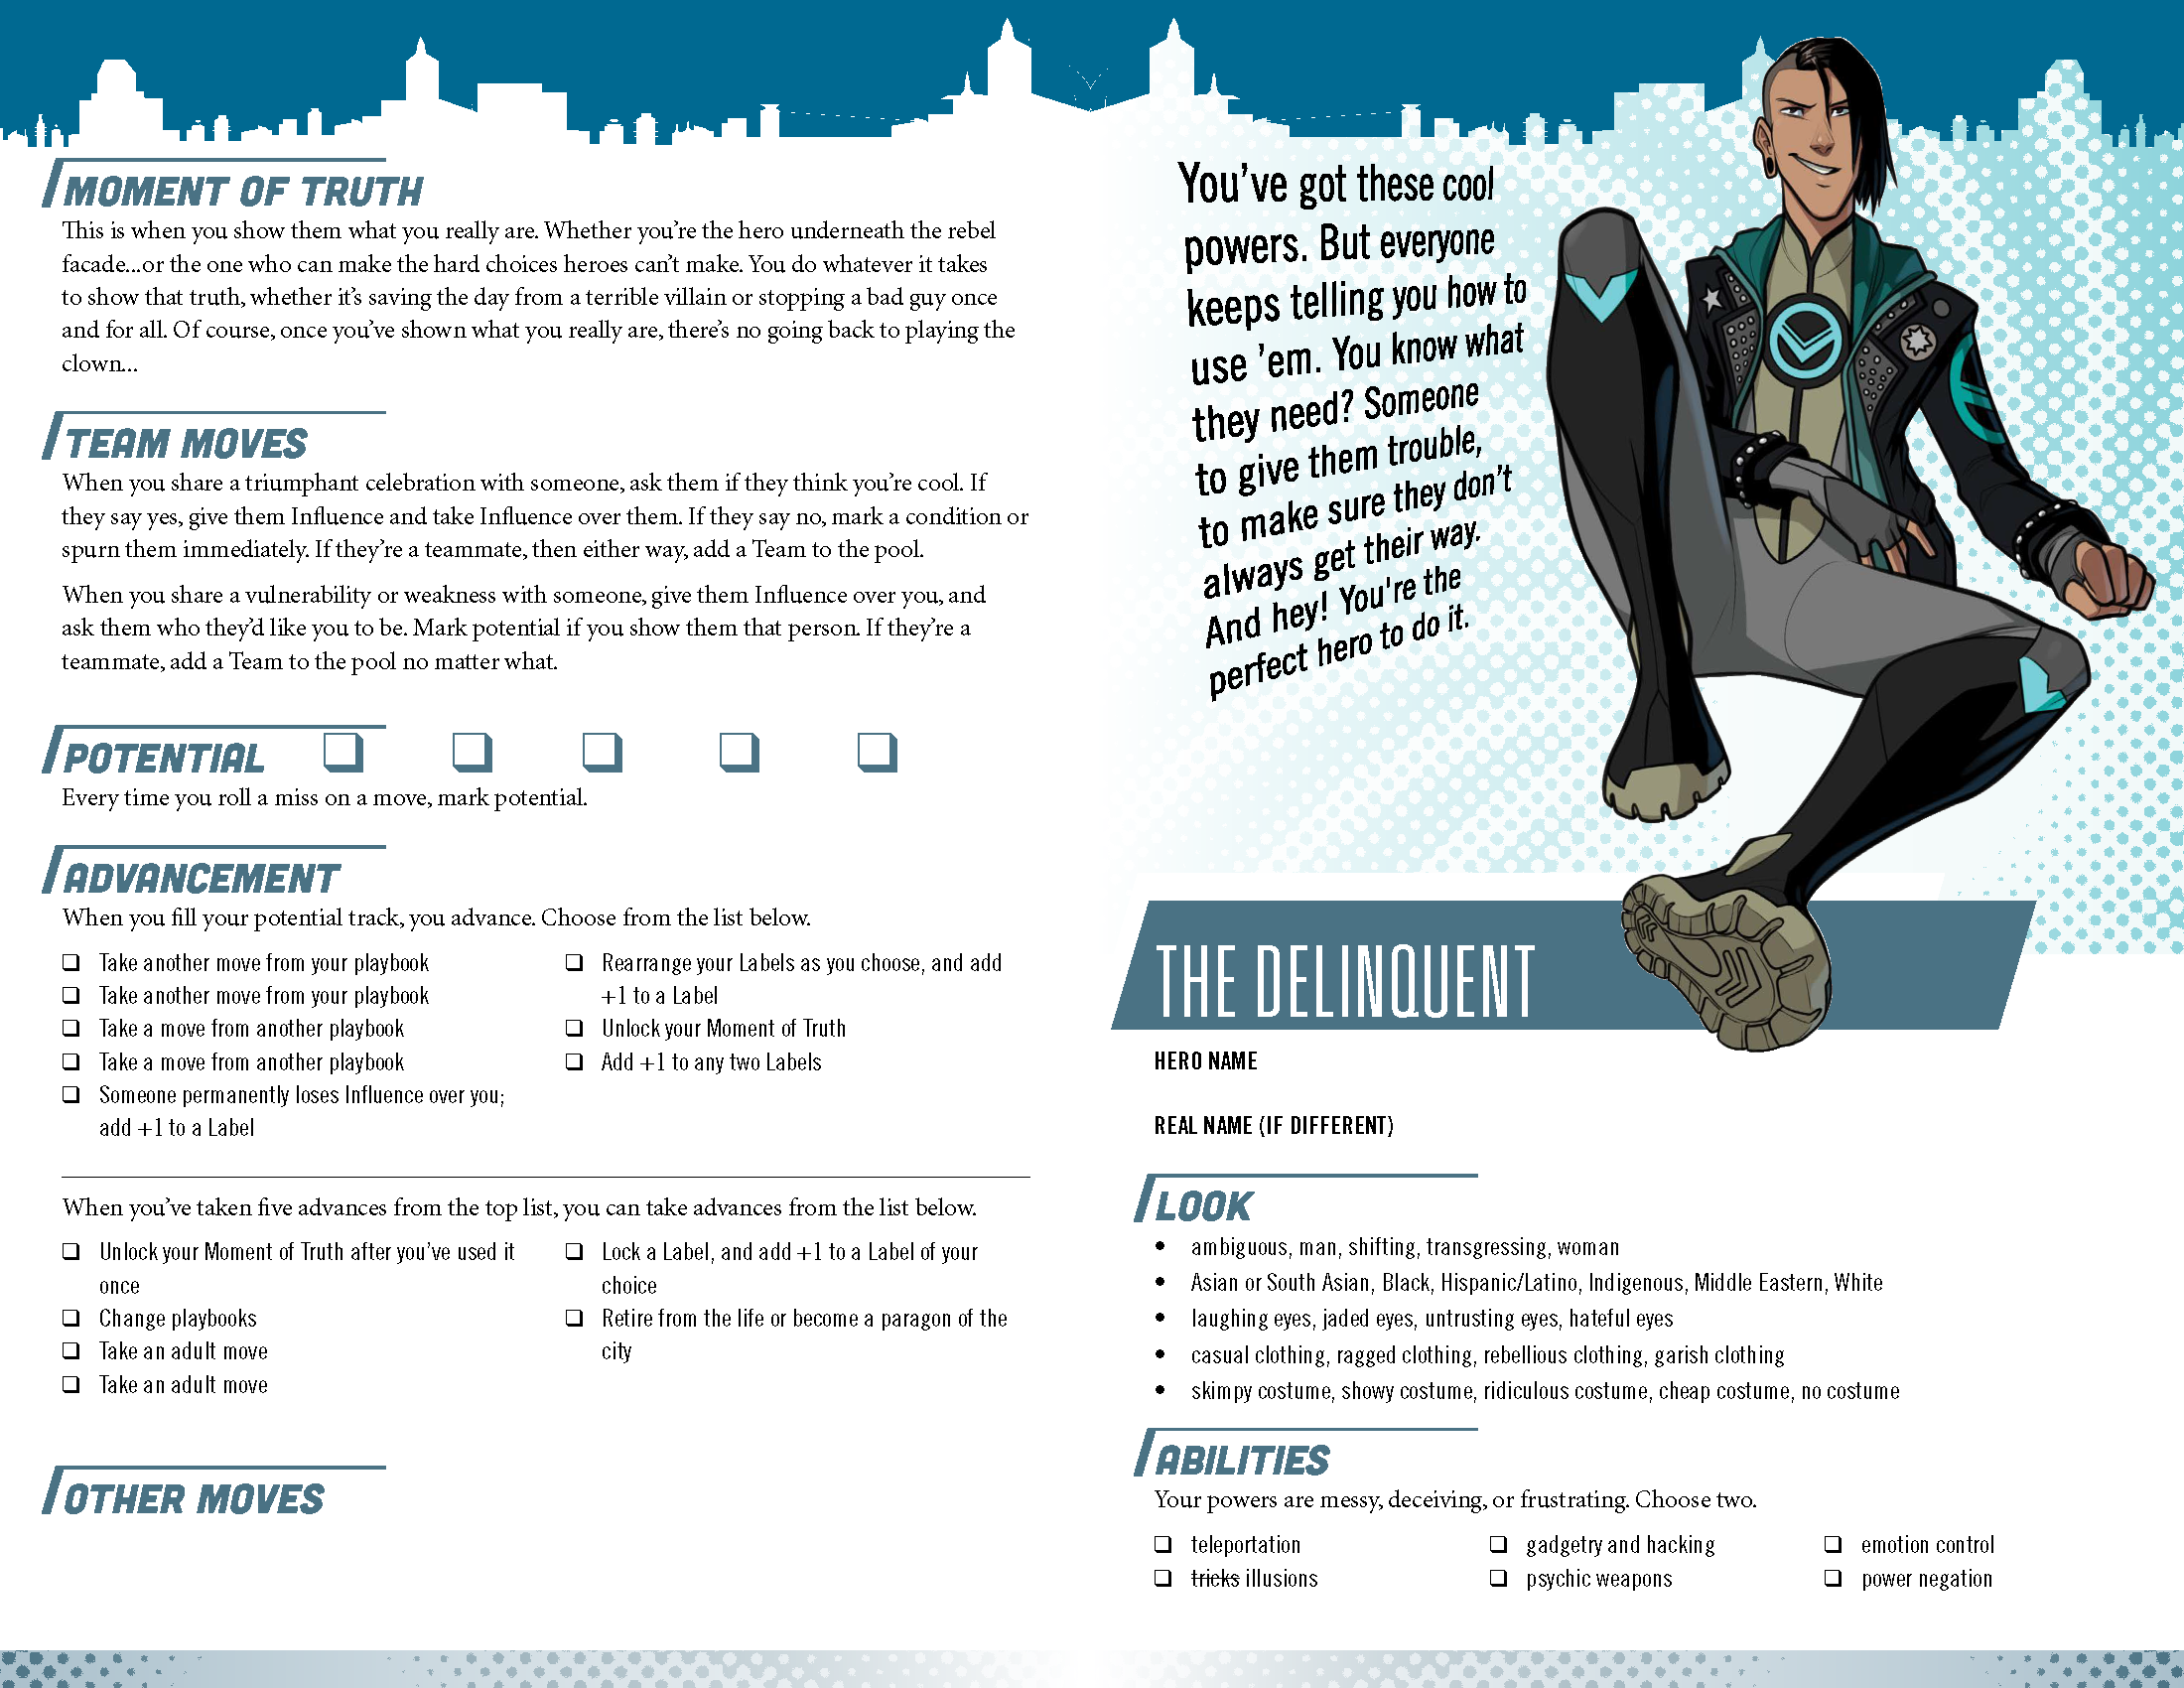 MOMENT OF TRUTH
This is when you show them what you really are. Whether you’re the hero underneath the rebel
facade...or the one who can make the hard choices heroes can’t make. You do whatever it takes
to show that truth, whether it’s saving the day from a terrible villain or stopping a bad guy once
and for all. Of course, once you’ve shown what you really are, there’s no going back to playing the
clown...
TEAM MOVES
When you share a triumphant celebration with someone, ask them if they think you’re cool. If
they say yes, give them Influence and take Influence over them. If they say no, mark a condition or
spurn them immediately. If they’re a teammate, then either way, add a Team to the pool.
When you share a vulnerability or weakness with someone, give them Influence over you, and
ask them who they’d like you to be. Mark potential if you show them that person. If they’re a
teammate, add a Team to the pool no matter what.
POTENTIAL
Every time you roll a miss on a move, mark potential.
ADVANCEMENT
When you fill your potential track, you advance. Choose from the list below.
❑ Take another move from your playbook
❑ Take another move from your playbook
❑ Take a move from another playbook
❑ Take a move from another playbook
❑ Someone permanently loses Influence over you;
add +1 to a Label
❑ Rearrange your Labels as you choose, and add
+1 to a Label
❑ Unlock your Moment of Truth
❑ Add +1 to any two Labels
When you’ve taken five advances from the top list, you can take advances from the list below.
❑ Unlock your Moment of Truth after you’ve used it
once
❑ Change playbooks
❑ Take an adult move
❑ Take an adult move
❑ Lock a Label, and add +1 to a Label of your
choice
❑ Retire from the life or become a paragon of the
city
OTHER MOVES
You’ve got these cool
powers. But everyone
keeps telling you how to
use ’em. You know what
they need? Someone
to give them trouble,
to make sure they don’t
always get their way.
And hey! You're the
perfect hero to do it.
THE DELINQUENT
HERO NAME
REAL NAME (IF DIFFERENT)
LOOK
• ambiguous, man, shifting, transgressing, woman
• Asian or South Asian, Black, Hispanic/Latino, Indigenous, Middle Eastern, White
• laughing eyes, jaded eyes, untrusting eyes, hateful eyes
• casual clothing, ragged clothing, rebellious clothing, garish clothing
• skimpy costume, showy costume, ridiculous costume, cheap costume, no costume
ABILITIES
Your powers are messy, deceiving, or frustrating. Choose two.
❑ teleportation ❑ gadgetry and hacking ❑ emotion control
❑ tricks illusions ❑ psychic weapons ❑ power negation